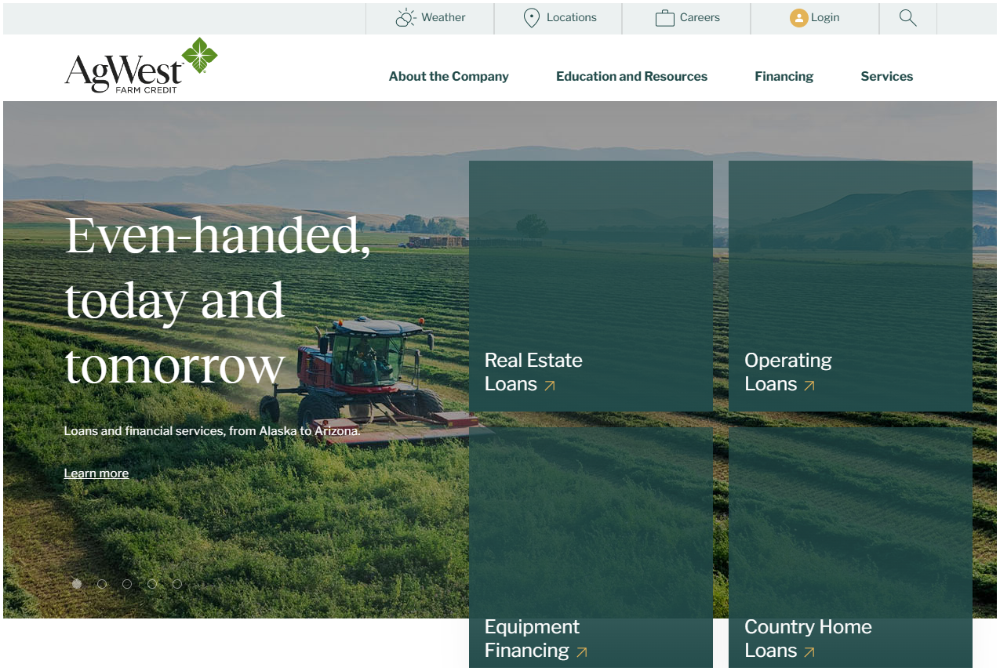 Weather
Locations
Careers
Login
AgWest
FARM CREDIT
About the Company
Education and Resources
Financing
Services
Even-handed,
today and
tomorrow
Loans and financial services, from Alaska to Arizona.
Learn more
Real Estate
Loans
Operating
Loans
Equipment
Financing
Country Home
Loans